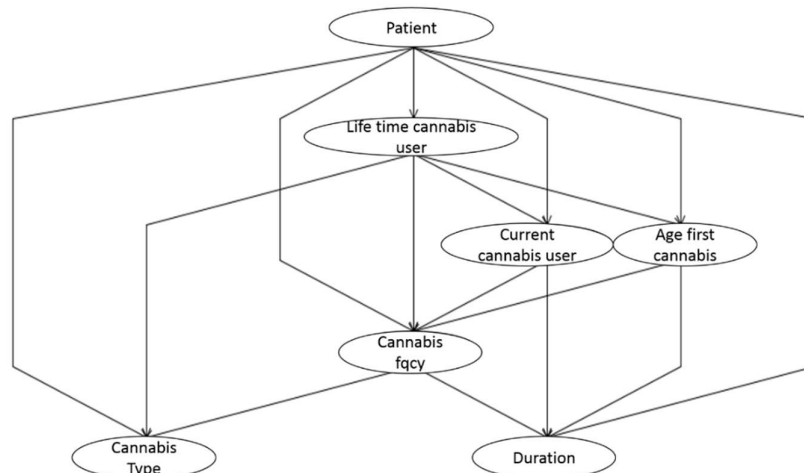 Patient
Life time cannabis
user
Current
cannabis user
Age first
cannabis
Cannabis
fqcy
Cannabis
Type
Duration